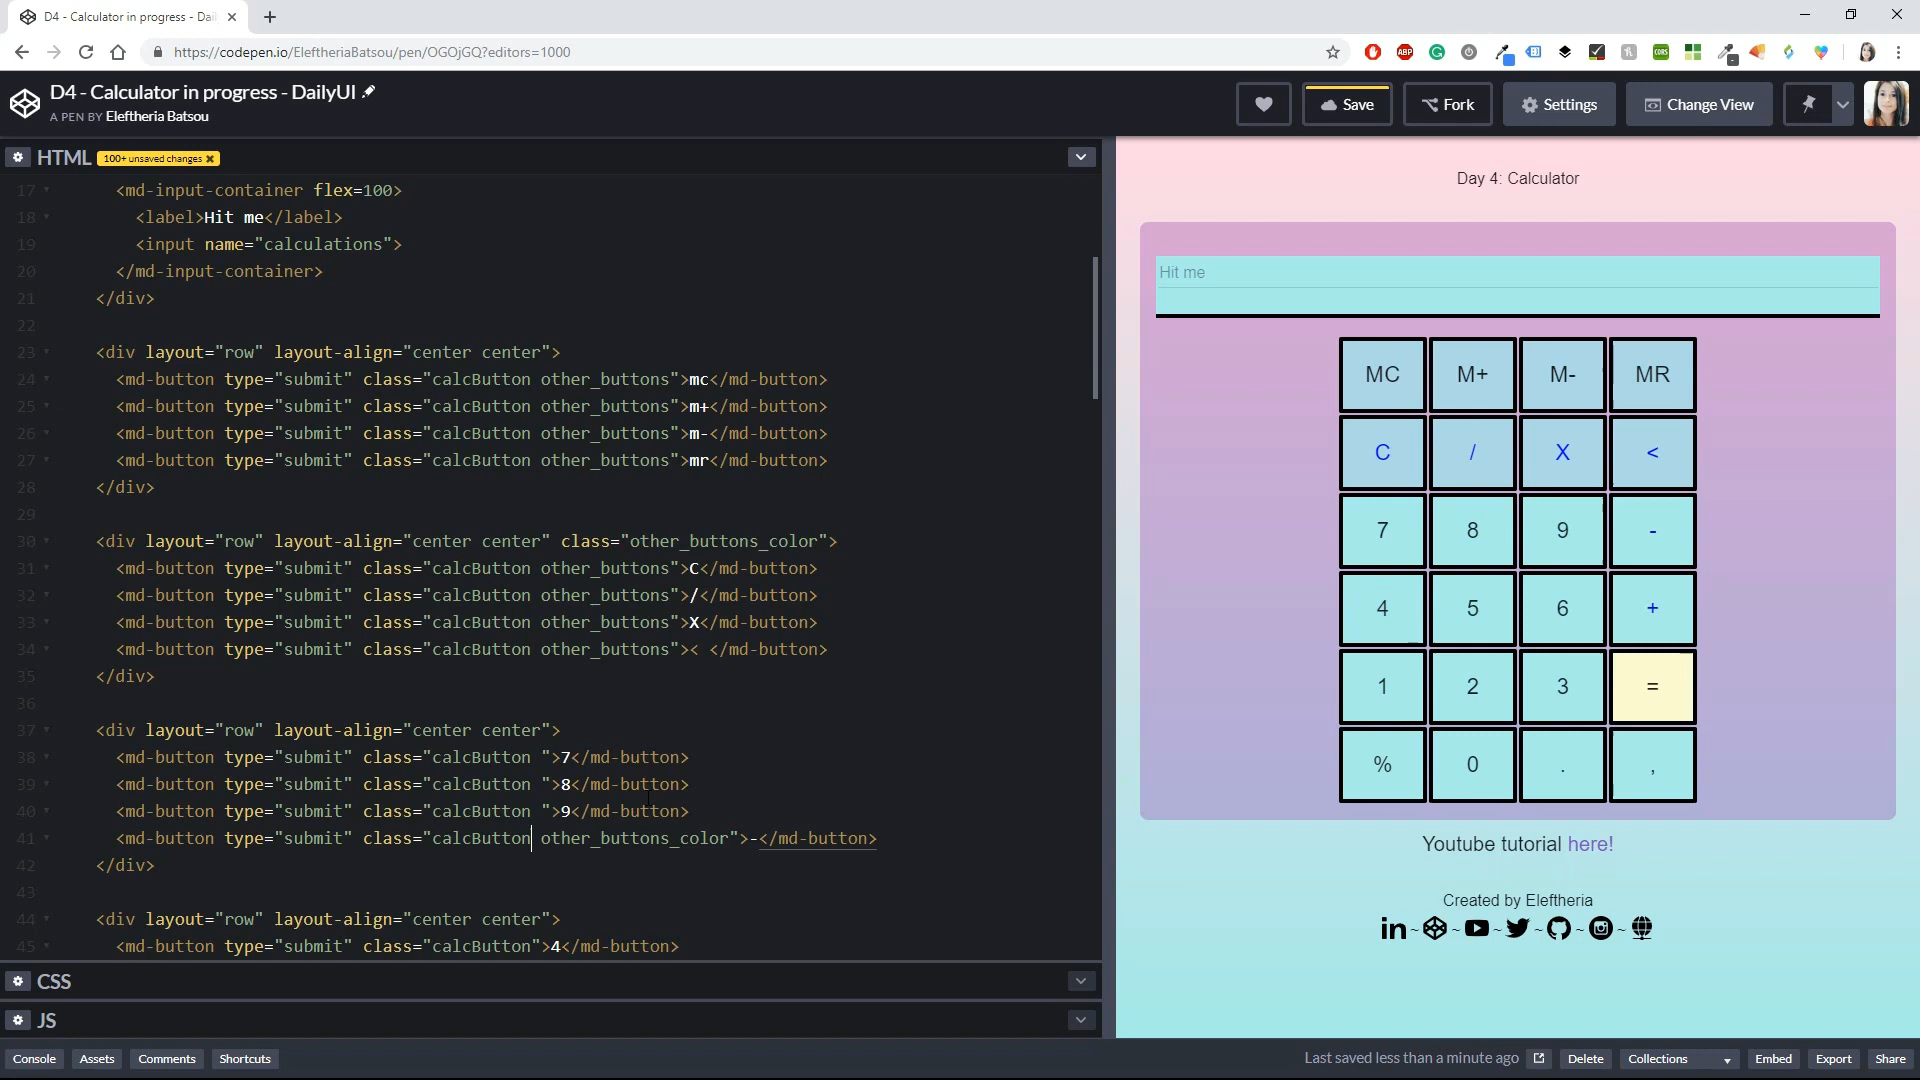 D4 - Calculator in progress - Dai
https://codepen.io/EleftheriaBatsou/pen/OGOjGQ?editors=1000
D4 - Calculator in progress - DailyUI
A PEN BY Eleftheria Batsou
Save
Fork
Settings
Change View
HTML
100+ unsaved changes ×
17 <md-input-container flex=100>
18 <label>Hit me</label>
19 <input name="calculations">
20 </md-input-container>
21 </div>
22
23 <div layout="row" layout-align="center center">
24 <md-button type="submit" class="calcButton other_buttons">mc</md-button>
25 <md-button type="submit" class="calcButton other_buttons">m+</md-button>
26 <md-button type="submit" class="calcButton other_buttons">m-</md-button>
27 <md-button type="submit" class="calcButton other_buttons">mr</md-button>
28 </div>
29
30 <div layout="row" layout-align="center center" class="other_buttons_color">
31 <md-button type="submit" class="calcButton other_buttons">C</md-button>
32 <md-button type="submit" class="calcButton other_buttons">/</md-button>
33 <md-button type="submit" class="calcButton other_buttons">X</md-button>
34 <md-button type="submit" class="calcButton other_buttons">< </md-button>
35 </div>
36
37 <div layout="row" layout-align="center center">
38 <md-button type="submit" class="calcButton ">7</md-button>
39 <md-button type="submit" class="calcButton ">8</md-button>
40 <md-button type="submit" class="calcButton ">9</md-button>
41 <md-button type="submit" class="calcButton other_buttons_color">-</md-button>
42 </div>
43
44 <div layout="row" layout-align="center center">
45 <md-button type="submit" class="calcButton">4</md-button>
CSS
JS
Day 4: Calculator
Hit me
MC M+ M- MR
C / X <
7 8 9 -
4 5 6 +
1 2 3 =
% 0 . ,
Youtube tutorial here!
Created by Eleftheria
in ~ ~ ~ ~ ~ ~
Console Assets Comments Shortcuts
Last saved less than a minute ago Delete Collections Embed Export Share